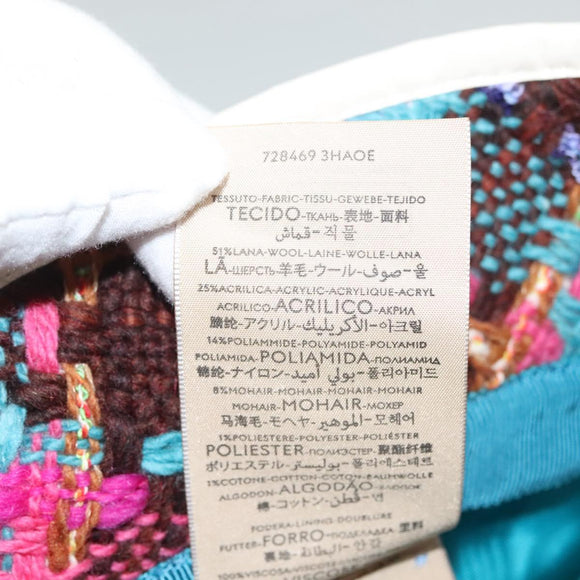 728469 3HAOE
TESSUTO-FABRIC-TISSU-GEWEBE-TEJIDO
TECIDO-ТКАНЬ-表地-面料
قماش-직물
51%LANA-WOOL-LAINE-WOLLE-LANA
LÃ-ШЕРСТЬ-羊毛-ウール-صوف-울
25%ACRILICA-ACRYLIC-ACRYLIQUE-ACRYL
ACRILICO-ACRILICO-АКРИЛ
腈纶-アクリル-الأكريليك-아크릴
14%POLIAMMIDE-POLYAMIDE-POLYAMID
POLIAMIDA-POLIAMIDA-ПОЛИАМИД
锦纶-ナイロン-بولي أميد-폴리아미드
8%MOHAIR-MOHAIR-MOHAIR-MOHAIR
MOHAIR-MOHAIR-МОХЕР
马海毛-モヘヤ-الموهير-모헤어
1%POLIESTERE-POLYESTER-POLYESTER
POLIÉSTER-ПОЛИЭСТЕР-聚酯纤维
ポリエステル-بوليستر-폴리에스테르
1%COTONE-COTTON-COTON-BAUMWOLLE
ALGODON-ALGODÃO-ХЛОПОК
棉-コットン-قطن-면
FODERA-LINING-DOUBLURE
FUTTER-FORRO-里料
裏地-البطانة-안감
100%VISCOSA-VISCOSE